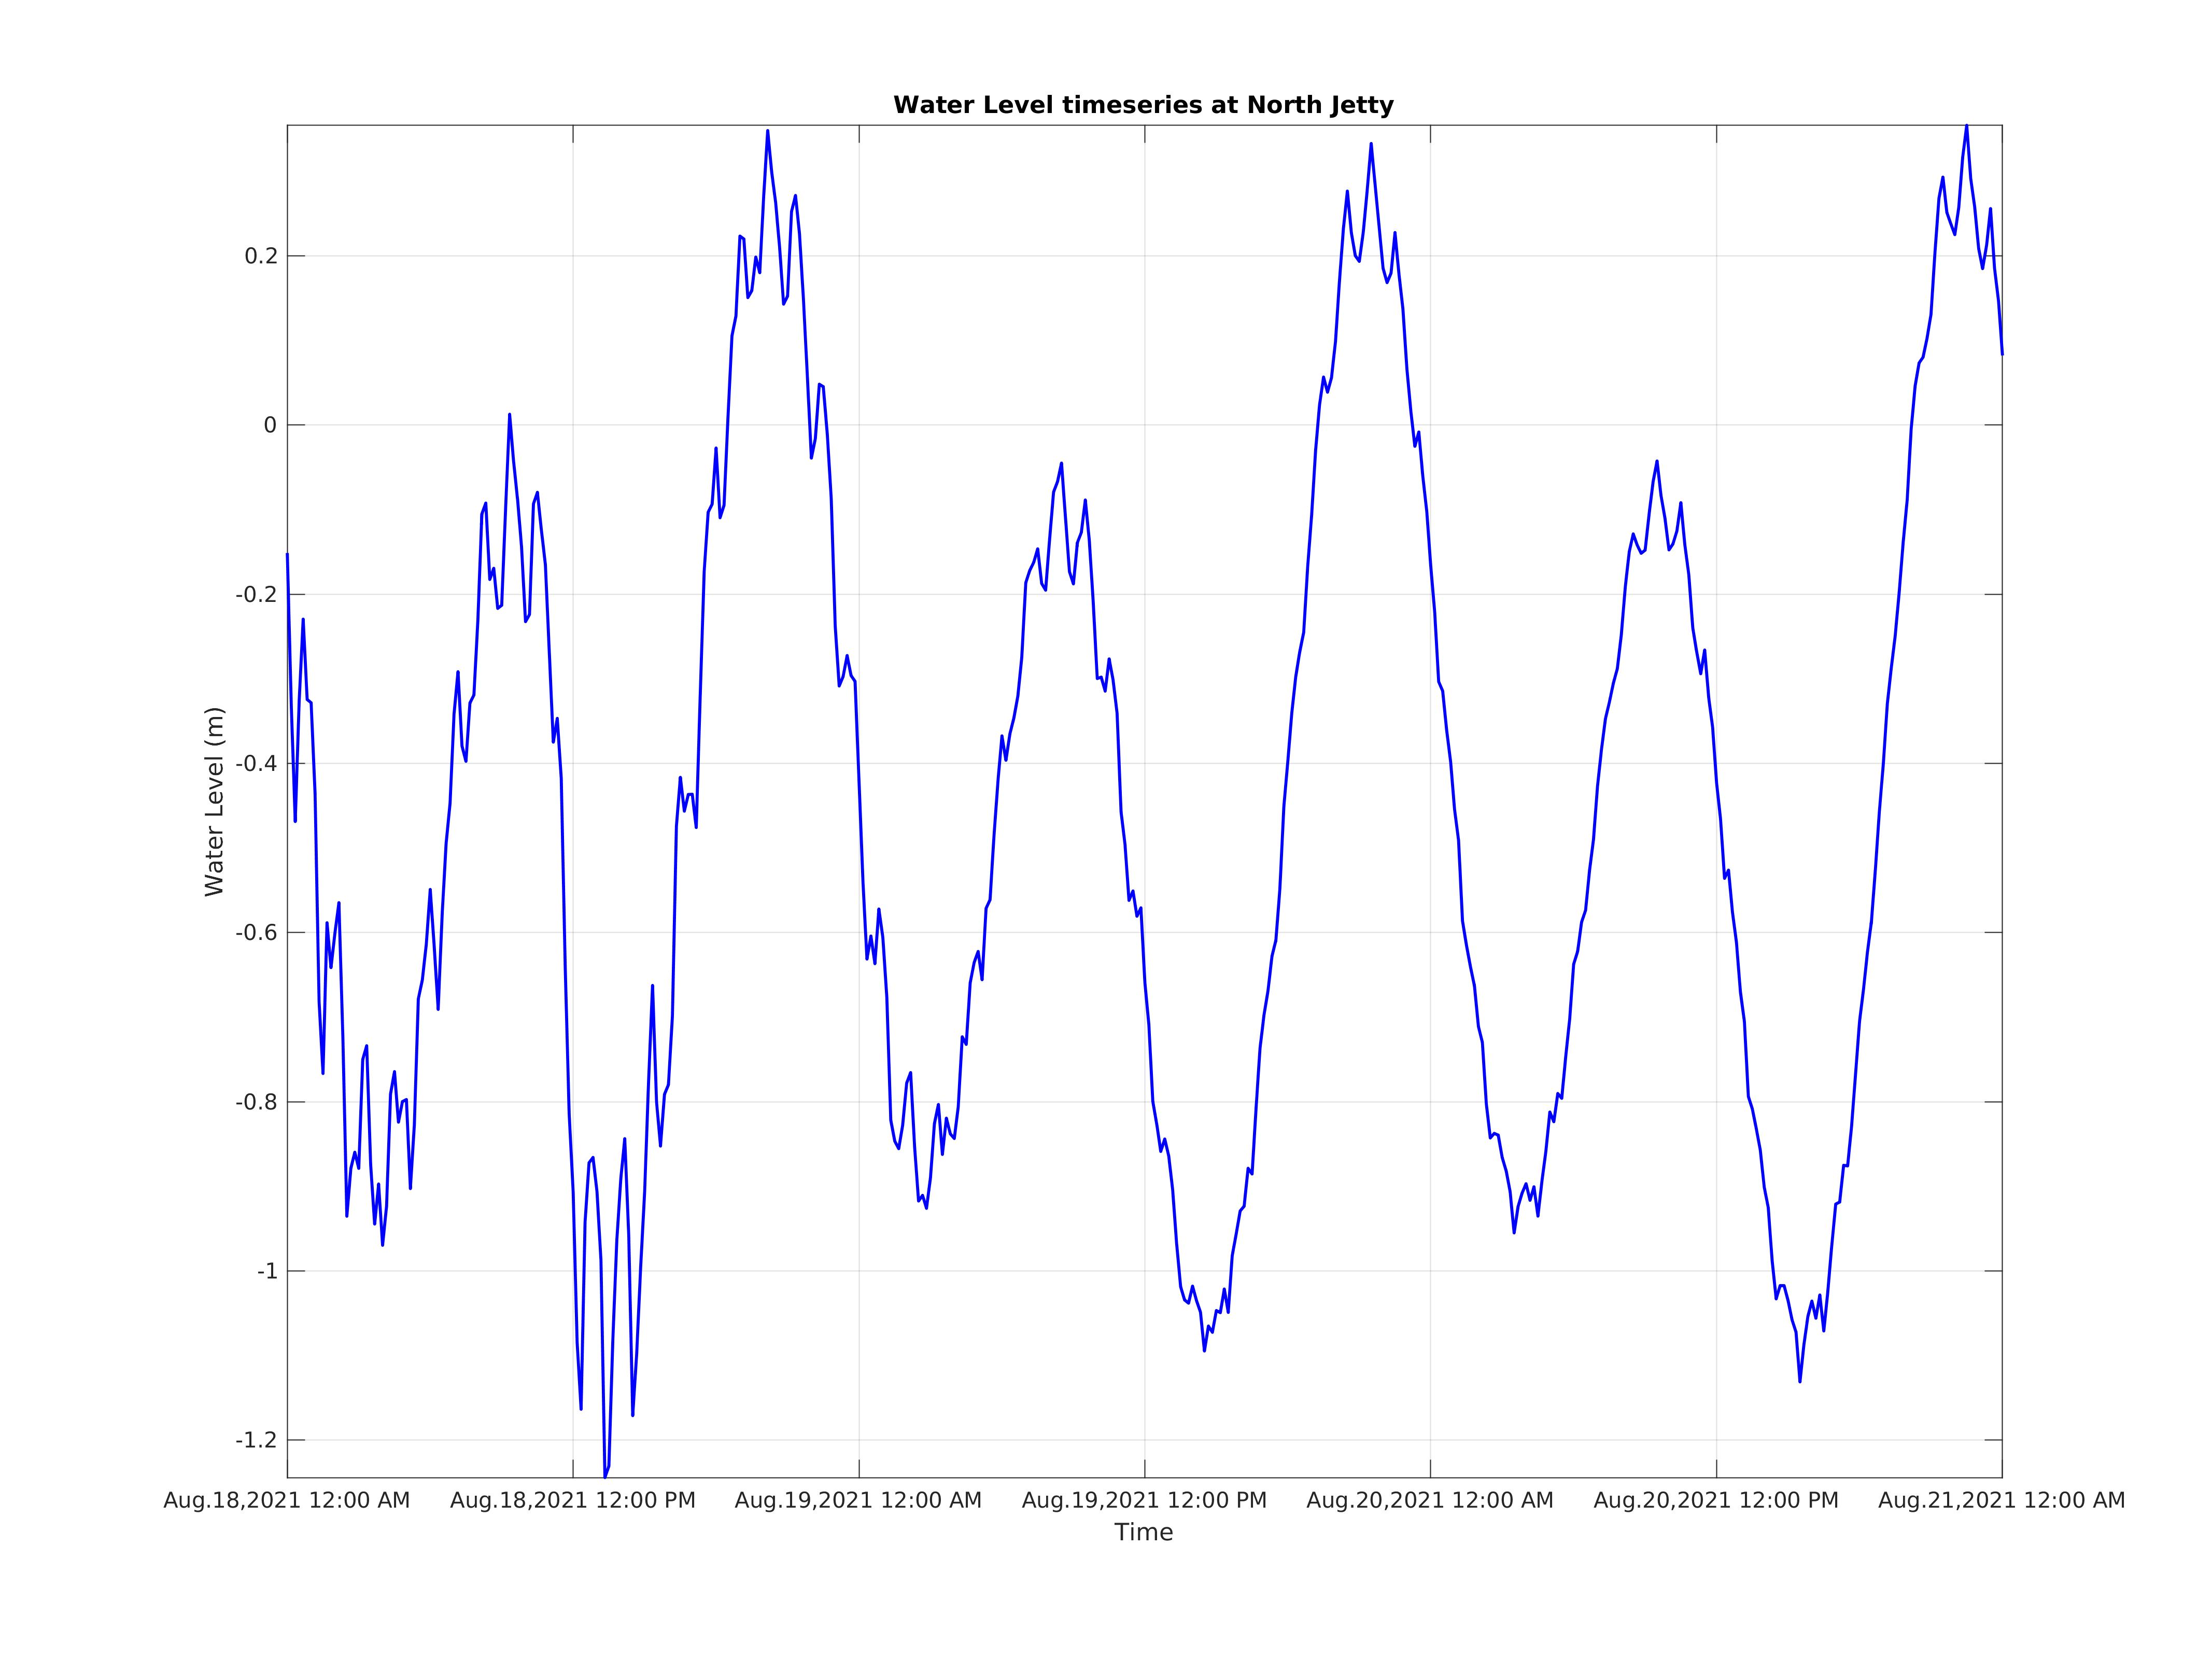 Water Level timeseries at North Jetty
Water Level (m)
0.2
0
-0.2
-0.4
-0.6
-0.8
-1
-1.2
Aug.18,2021 12:00 AM
Aug.18,2021 12:00 PM
Aug.19,2021 12:00 AM
Aug.19,2021 12:00 PM
Aug.20,2021 12:00 AM
Aug.20,2021 12:00 PM
Aug.21,2021 12:00 AM
Time